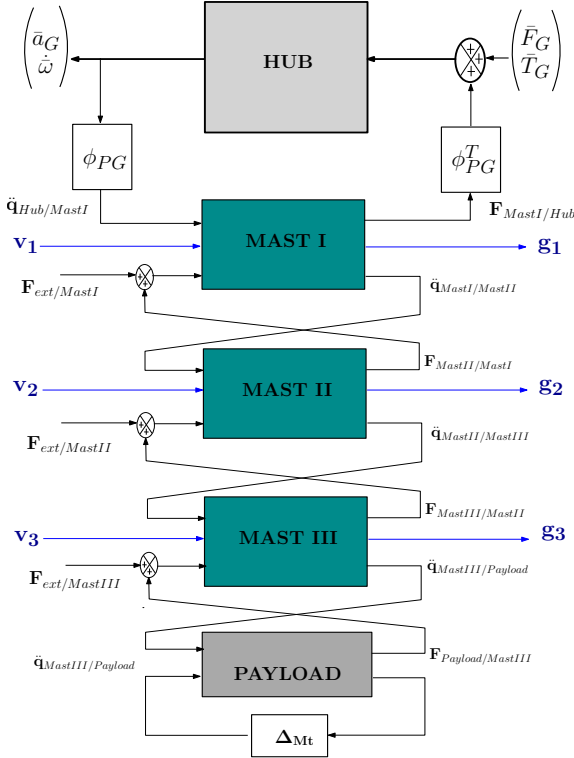 ā_G
ω̄̇
HUB
F̄_G
T̄_G
+ + +
ϕ_PG
ϕ^T_PG
q̈_Hub/MastI
F_MastI/Hub
v₁
MAST I
g₁
F_ext/MastI
+ +
q̈_MastI/MastII
F_MastII/MastI
v₂
MAST II
g₂
F_ext/MastII
+ +
q̈_MastII/MastIII
F_MastIII/MastII
v₃
MAST III
g₃
F_ext/MastIII
+ +
q̈_MastIII/Payload
q̈_MastIII/Payload
F_Payload/MastIII
PAYLOAD
Δ_Mt